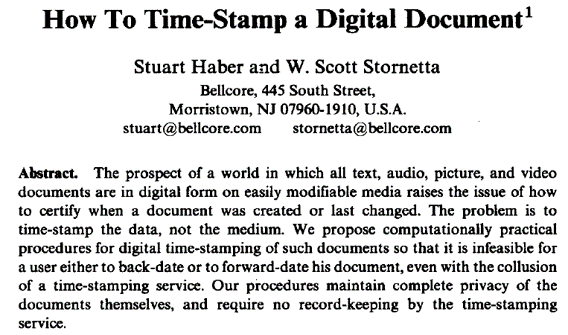 How To Time-Stamp a Digital Document¹
Stuart Haber and W. Scott Stornetta
Bellcore, 445 South Street,
Morristown, NJ 07960-1910, U.S.A.
stuart@bellcore.com stornetta@bellcore.com
Abstract. The prospect of a world in which all text, audio, picture, and video
documents are in digital form on easily modifiable media raises the issue of how
to certify when a document was created or last changed. The problem is to
time-stamp the data, not the medium. We propose computationally practical
procedures for digital time-stamping of such documents so that it is infeasible for
a user either to back-date or to forward-date his document, even with the collusion
of a time-stamping service. Our procedures maintain complete privacy of the
documents themselves, and require no record-keeping by the time-stamping
service.